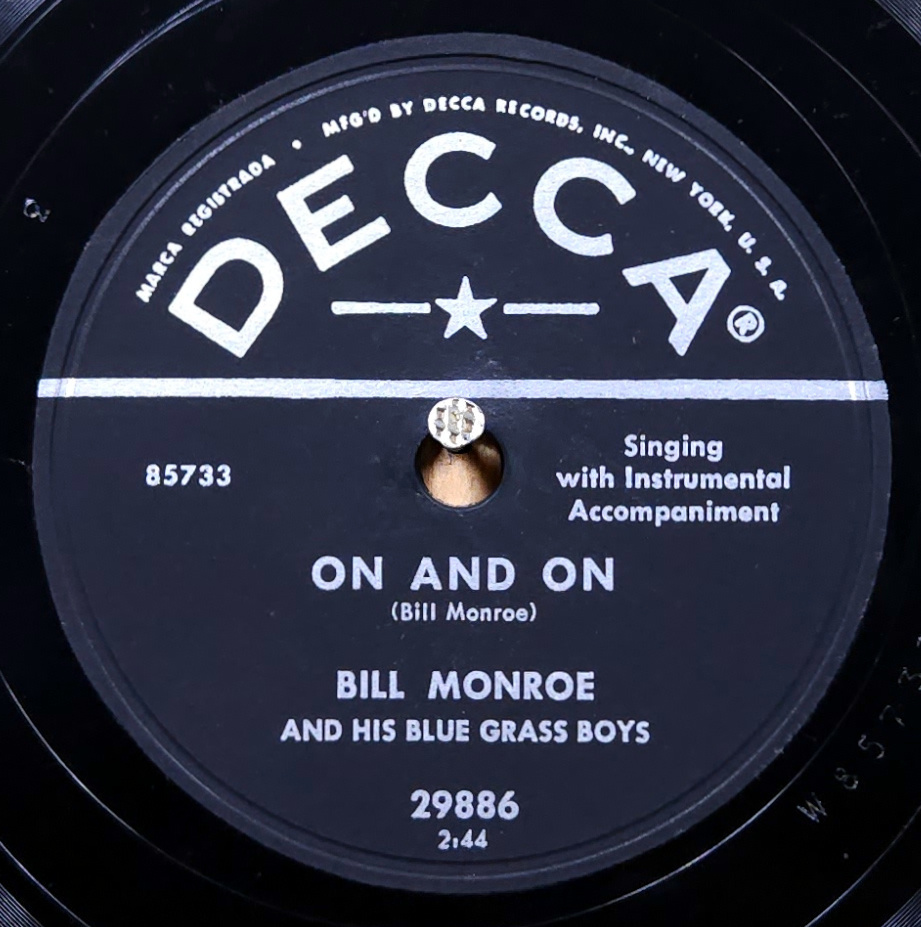 MARCA REGISTRADA • MFG'D BY DECCA RECORDS, INC., NEW YORK, U. S. A.
DECCA®
85733
Singing
with Instrumental
Accompaniment
ON AND ON
(Bill Monroe)
BILL MONROE
AND HIS BLUE GRASS BOYS
29886
2:44
W 8573